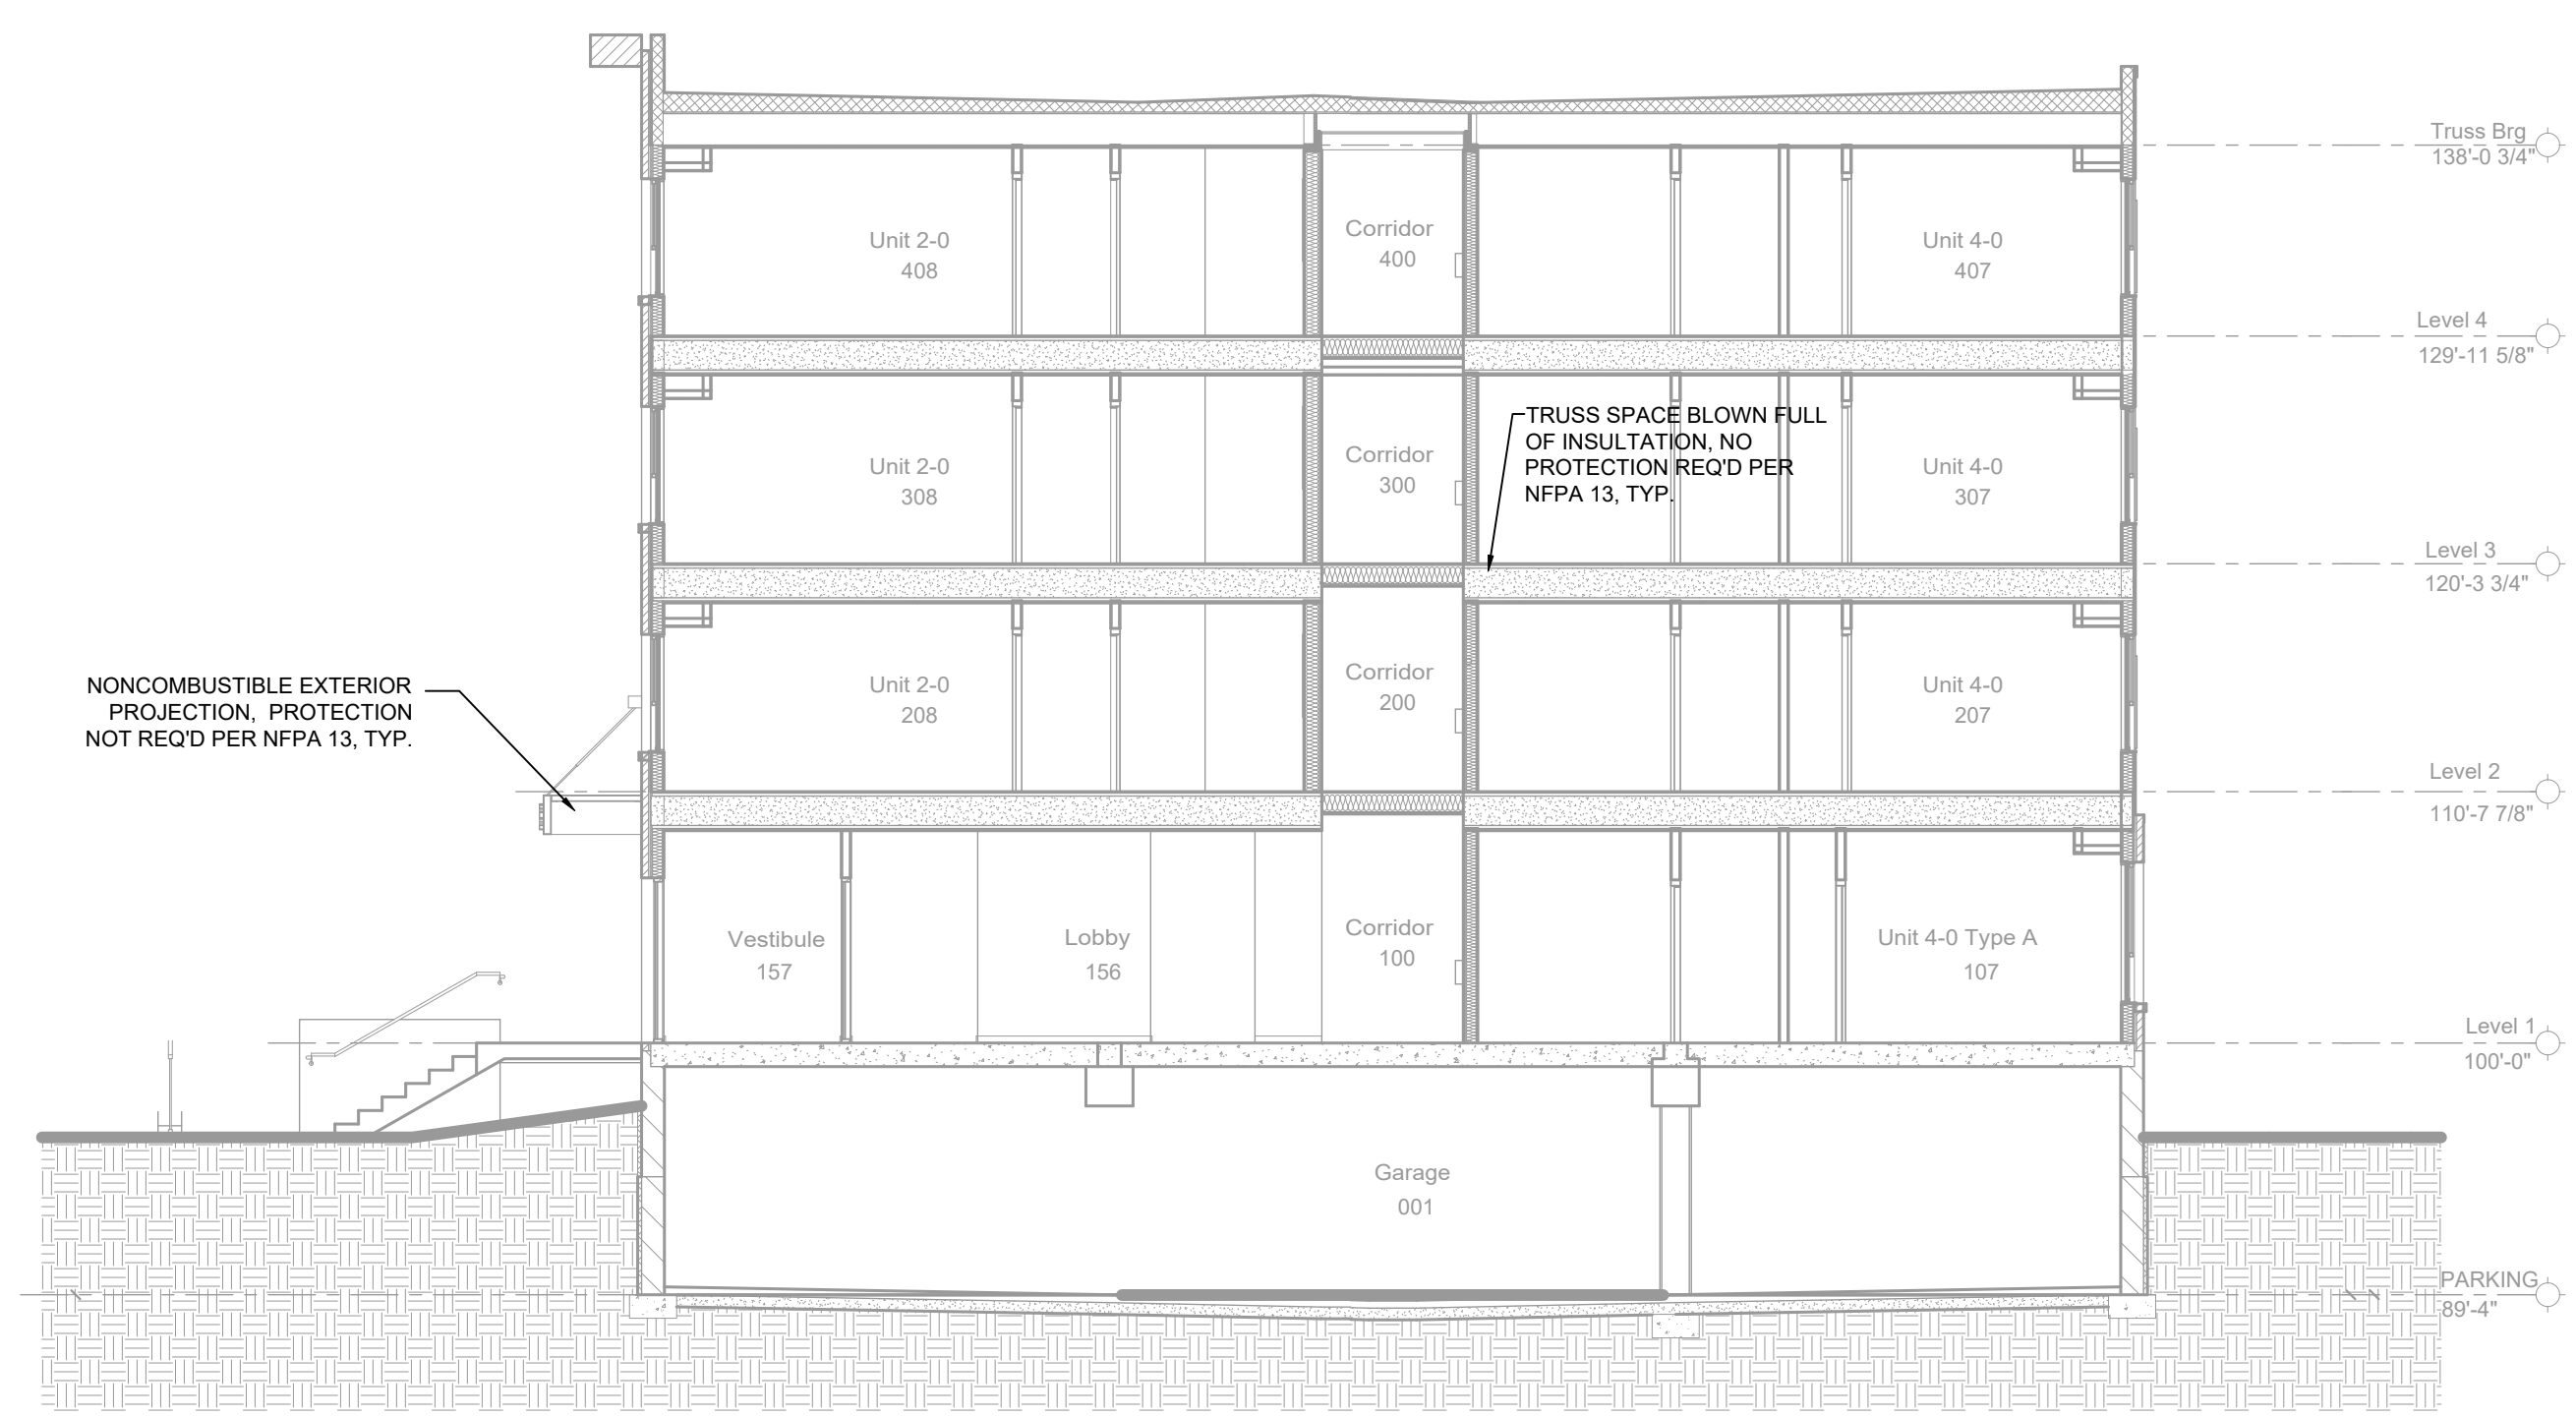 Truss Brg
138'-0 3/4"
Unit 2-0
408
Corridor
400
Unit 4-0
407
Level 4
129'-11 5/8"
TRUSS SPACE BLOWN FULL
OF INSULTATION, NO
PROTECTION REQ'D PER
NFPA 13, TYP.
Unit 2-0
308
Corridor
300
Unit 4-0
307
Level 3
120'-3 3/4"
NONCOMBUSTIBLE EXTERIOR
PROJECTION, PROTECTION
NOT REQ'D PER NFPA 13, TYP.
Unit 2-0
208
Corridor
200
Unit 4-0
207
Level 2
110'-7 7/8"
Vestibule
157
Lobby
156
Corridor
100
Unit 4-0 Type A
107
Level 1
100'-0"
Garage
001
PARKING
89'-4"